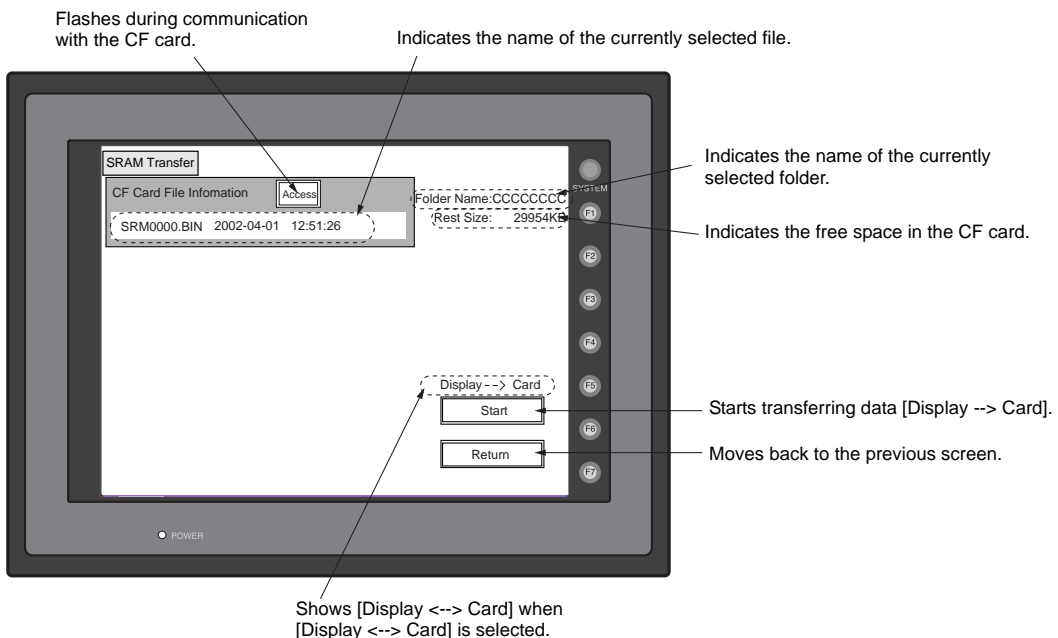 Flashes during communication
with the CF card.
Indicates the name of the currently selected file.
SRAM Transfer
CF Card File Infomation
Access
Folder Name:CCCCCCCC
SRM0000.BIN 2002-04-01 12:51:26
Rest Size: 29954KB
SYSTEM
F1
F2
F3
F4
F5
F6
F7
Indicates the name of the currently
selected folder.
Indicates the free space in the CF card.
Display--> Card
Start
Return
Starts transferring data [Display --> Card].
Moves back to the previous screen.
POWER
Shows [Display <--> Card] when
[Display <--> Card] is selected.